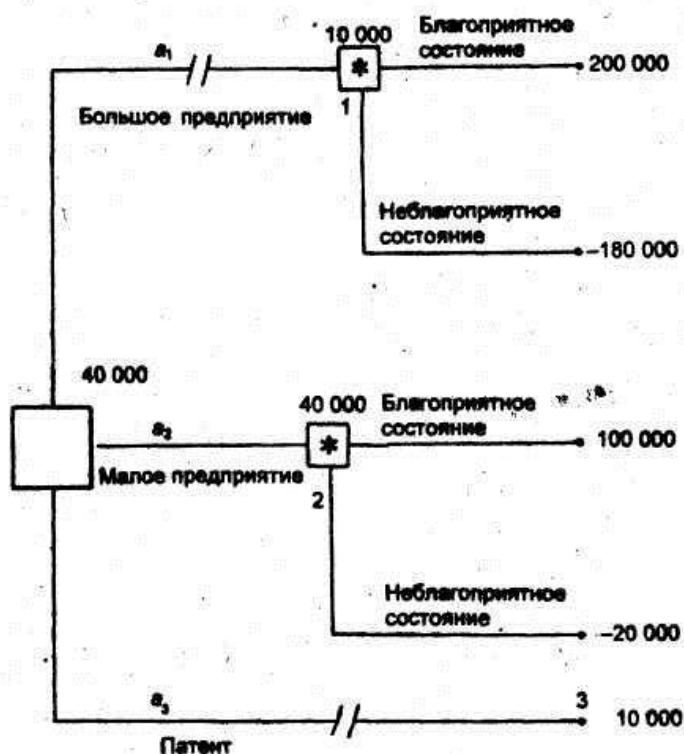 10 000
Благоприятное
состояние
a₁
*
200 000
1
Большое предприятие
Неблагоприятное
состояние
–180 000
40 000
40 000
Благоприятное
состояние
a₂
*
100 000
Малое предприятие
2
Неблагоприятное
состояние
–20 000
a₃
3
10 000
Патент